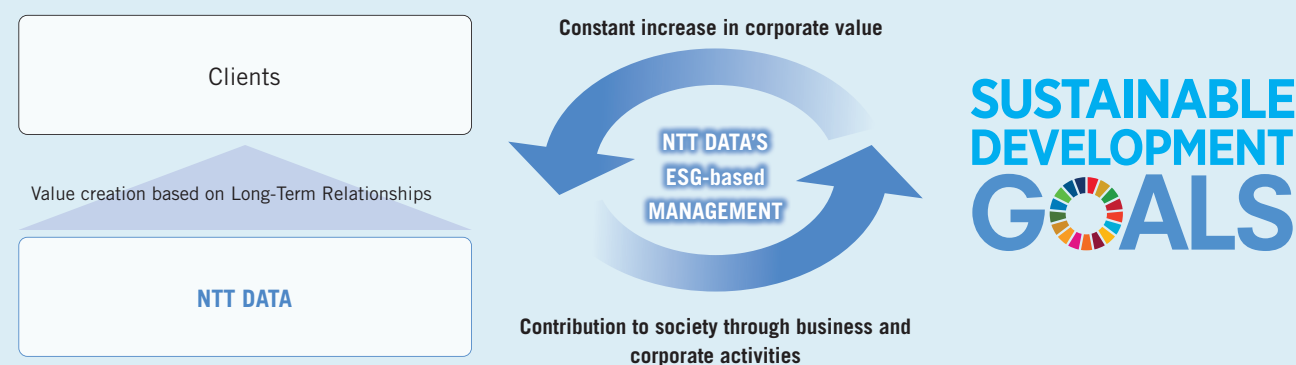 Clients
Value creation based on Long-Term Relationships
NTT DATA
Constant increase in corporate value
NTT DATA'S
ESG-based
MANAGEMENT
Contribution to society through business and
corporate activities
SUSTAINABLE
DEVELOPMENT
GOALS